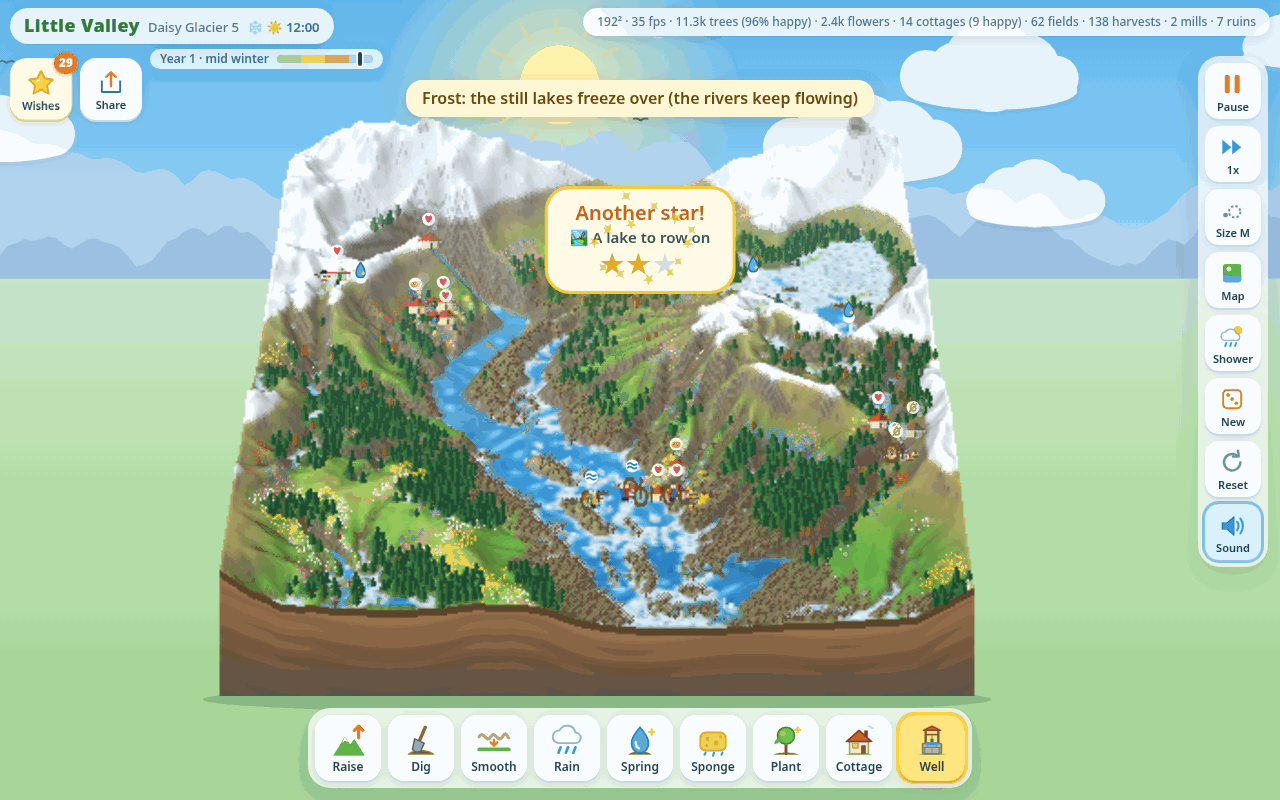 Little Valley Daisy Glacier 5 12:00
192² · 35 fps · 11.3k trees (96% happy) · 2.4k flowers · 14 cottages (9 happy) · 62 fields · 138 harvests · 2 mills · 7 ruins
Year 1 · mid winter
29
Wishes
Share
Frost: the still lakes freeze over (the rivers keep flowing)
Another star!
A lake to row on
Pause
1x
Size M
Map
Shower
New
Reset
Sound
Raise
Dig
Smooth
Rain
Spring
Sponge
Plant
Cottage
Well